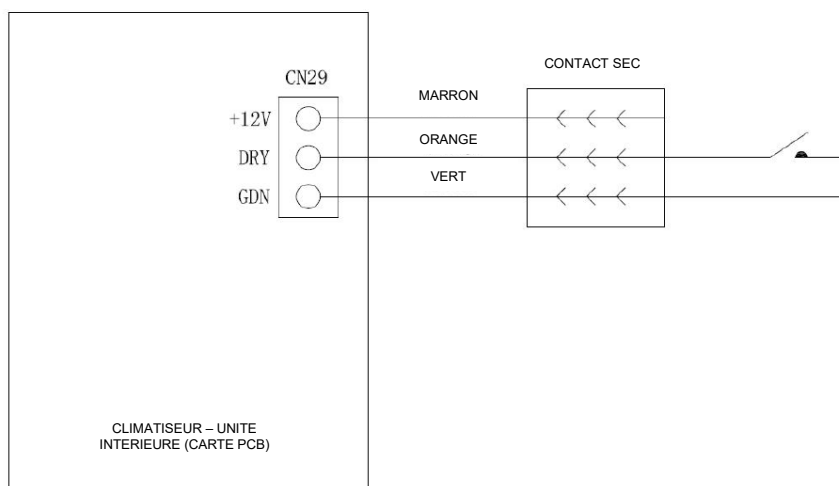 CONTACT SEC
CN29
MARRON
+12V
ORANGE
DRY
VERT
GDN
CLIMATISEUR – UNITE
INTERIEURE (CARTE PCB)